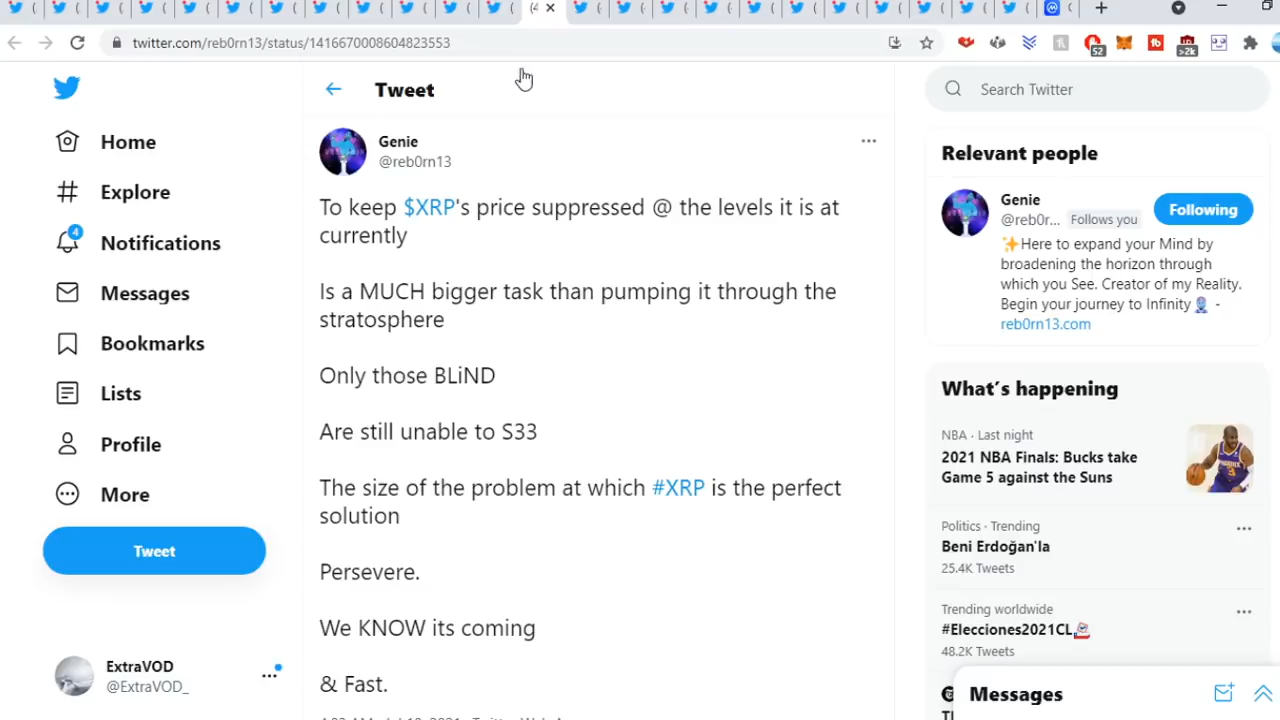 twitter.com/reb0rn13/status/1416670008604823553
52
>2k
Tweet
Genie
@reb0rn13
To keep $XRP's price suppressed @ the levels it is at
currently
Is a MUCH bigger task than pumping it through the
stratosphere
Only those BLiND
Are still unable to S33
The size of the problem at which #XRP is the perfect
solution
Persevere.
We KNOW its coming
& Fast.
Home
Explore
4
Notifications
Messages
Bookmarks
Lists
Profile
More
Tweet
ExtraVOD
@ExtraVOD_
Search Twitter
Relevant people
Genie
@reb0r... Follows you
Following
✨Here to expand your Mind by
broadening the horizon through
which you See. Creator of my Reality.
Begin your journey to Infinity -
reb0rn13.com
What's happening
NBA · Last night
2021 NBA Finals: Bucks take
Game 5 against the Suns
Politics · Trending
Beni Erdoğan'la
25.4K Tweets
Trending worldwide
#Elecciones2021CL
48.2K Tweets
Messages